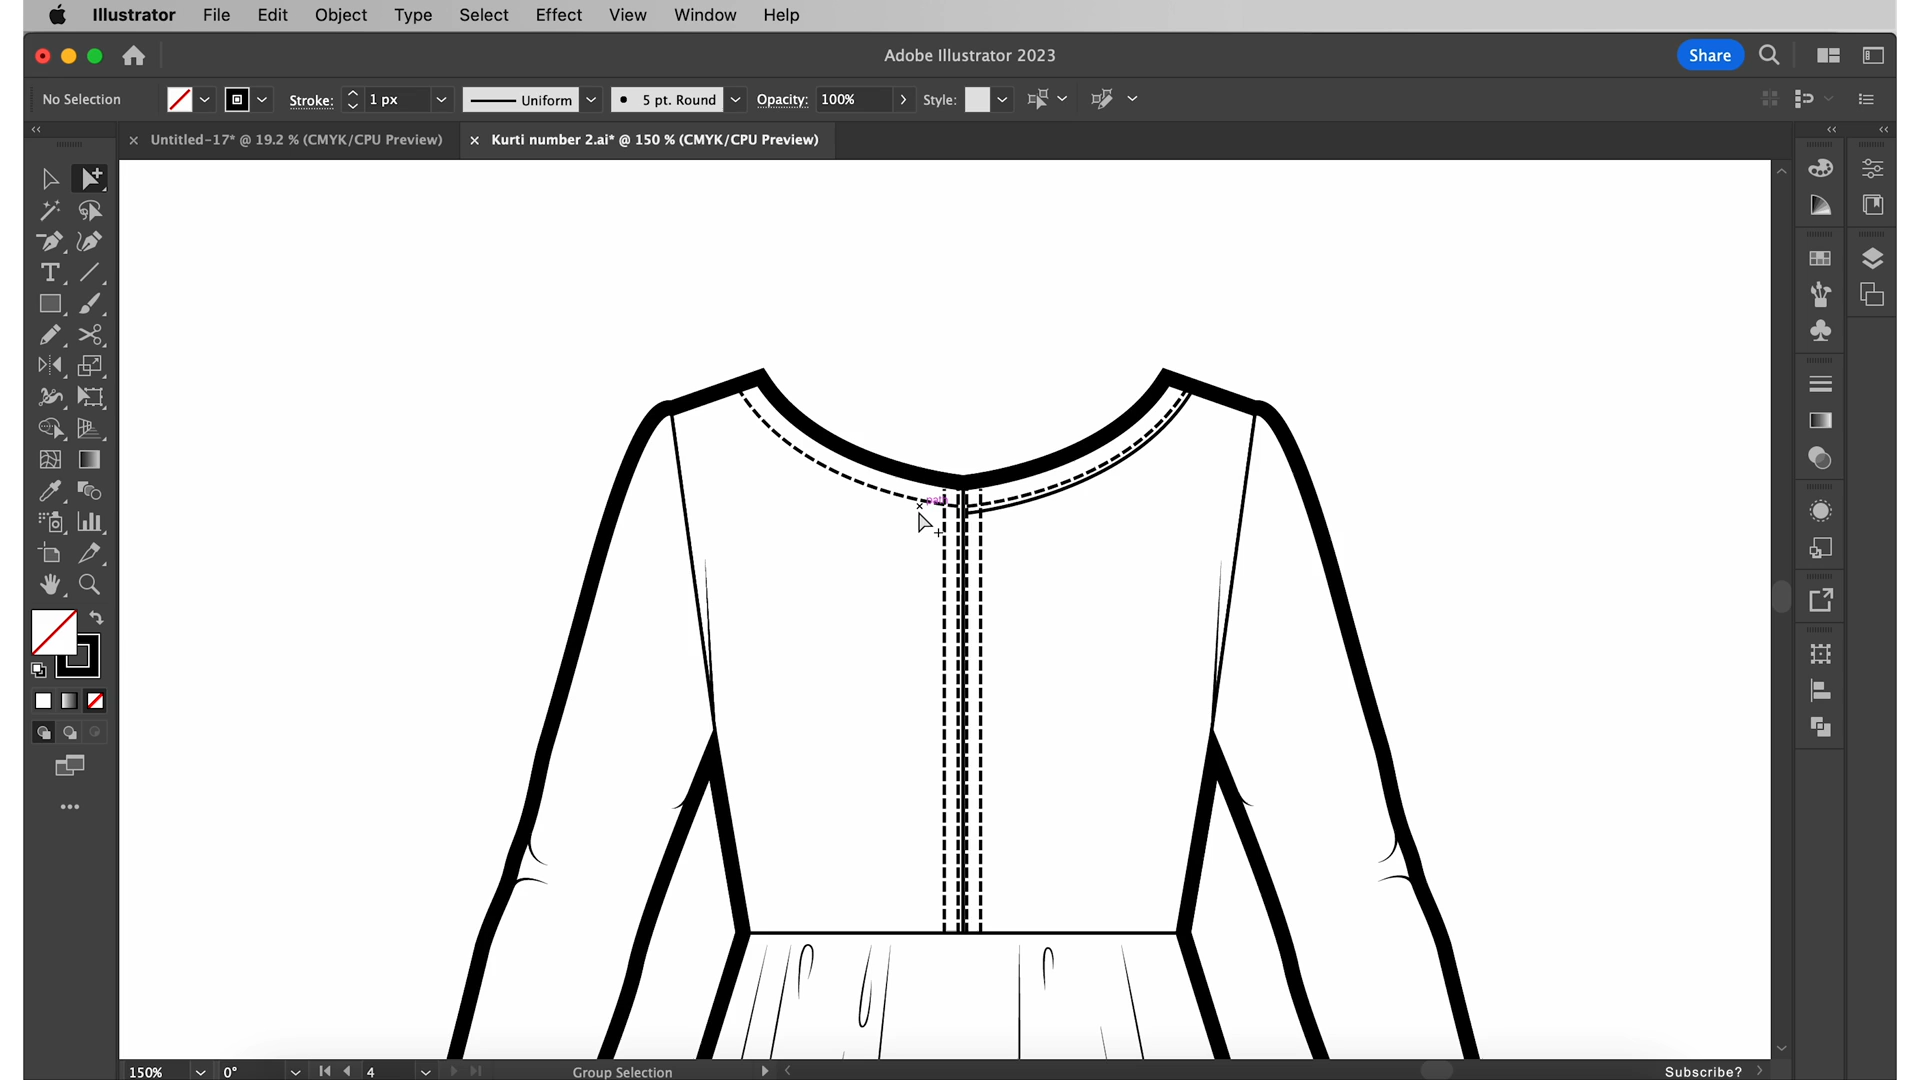 Illustrator File Edit Object Type Select Effect View Window Help
Adobe Illustrator 2023
Share
No Selection Stroke: 1 px Uniform 5 pt. Round Opacity: 100% Style:
Untitled-17* @ 19.2 % (CMYK/CPU Preview) Kurti number 2.ai* @ 150 % (CMYK/CPU Preview)
path
150% 0° 4 Group Selection Subscribe?